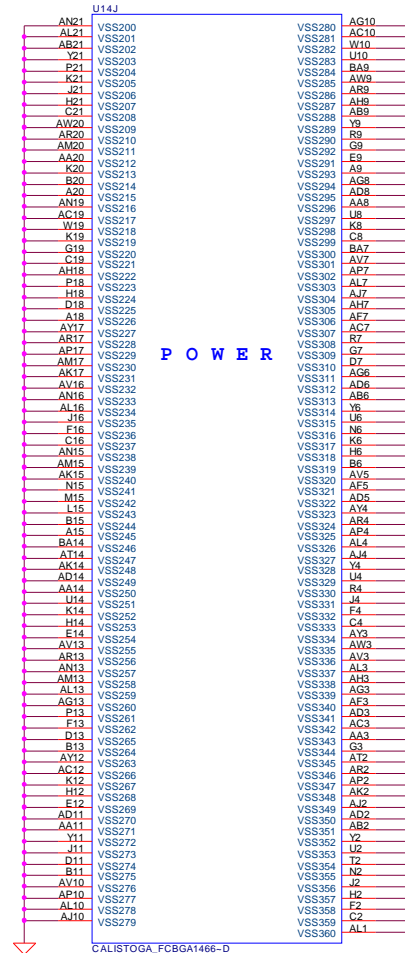 U14J
AN21 VSS200 VSS280 AG10
AL21 VSS201 VSS281 AC10
AB21 VSS202 VSS282 W10
Y21 VSS203 VSS283 U10
P21 VSS204 VSS284 BA9
K21 VSS205 VSS285 AW9
J21 VSS206 VSS286 AR9
H21 VSS207 VSS287 AH9
C21 VSS208 VSS288 AB9
AW20 VSS209 VSS289 Y9
AR20 VSS210 VSS290 R9
AM20 VSS211 VSS291 G9
AA20 VSS212 VSS292 E9
K20 VSS213 VSS293 A9
B20 VSS214 VSS294 AG8
A20 VSS215 VSS295 AD8
AN19 VSS216 VSS296 AA8
AC19 VSS217 VSS297 U8
W19 VSS218 VSS298 K8
K19 VSS219 VSS299 C8
G19 VSS220 VSS300 BA7
C19 VSS221 VSS301 AV7
AH18 VSS222 VSS302 AP7
P18 VSS223 VSS303 AL7
H18 VSS224 VSS304 AJ7
D18 VSS225 VSS305 AH7
A18 VSS226 VSS306 AF7
AY17 VSS227 VSS307 AC7
AR17 VSS228 VSS308 R7
AP17 VSS229 P O W E R VSS309 G7
AM17 VSS230 VSS310 D7
AK17 VSS231 VSS311 AG6
AV16 VSS232 VSS312 AD6
AN16 VSS233 VSS313 AB6
AL16 VSS234 VSS314 Y6
J16 VSS235 VSS315 U6
F16 VSS236 VSS316 N6
C16 VSS237 VSS317 K6
AN15 VSS238 VSS318 H6
AM15 VSS239 VSS319 B6
AK15 VSS240 VSS320 AV5
N15 VSS241 VSS321 AF5
M15 VSS242 VSS322 AD5
L15 VSS243 VSS323 AY4
B15 VSS244 VSS324 AR4
A15 VSS245 VSS325 AP4
BA14 VSS246 VSS326 AL4
AT14 VSS247 VSS327 AJ4
AK14 VSS248 VSS328 Y4
AD14 VSS249 VSS329 U4
AA14 VSS250 VSS330 R4
U14 VSS251 VSS331 J4
K14 VSS252 VSS332 F4
H14 VSS253 VSS333 C4
E14 VSS254 VSS334 AY3
AV13 VSS255 VSS335 AW3
AR13 VSS256 VSS336 AV3
AN13 VSS257 VSS337 AL3
AM13 VSS258 VSS338 AH3
AL13 VSS259 VSS339 AG3
AG13 VSS260 VSS340 AF3
P13 VSS261 VSS341 AD3
F13 VSS262 VSS342 AC3
D13 VSS265 VSS343 AA3
B13 VSS264 VSS344 G3
AY12 VSS263 VSS345 AT2
AC12 VSS266 VSS346 AR2
K12 VSS267 VSS347 AP2
H12 VSS268 VSS348 AK2
E12 VSS269 VSS349 AJ2
AD11 VSS270 VSS350 AD2
AA11 VSS271 VSS351 AB2
Y11 VSS272 VSS352 Y2
J11 VSS273 VSS353 U2
D11 VSS274 VSS354 T2
B11 VSS275 VSS355 N2
AV10 VSS276 VSS356 J2
AP10 VSS277 VSS357 H2
AL10 VSS278 VSS358 F2
AJ10 VSS279 VSS359 C2
VSS360 AL1
CALISTOGA_FCBGA1466~D